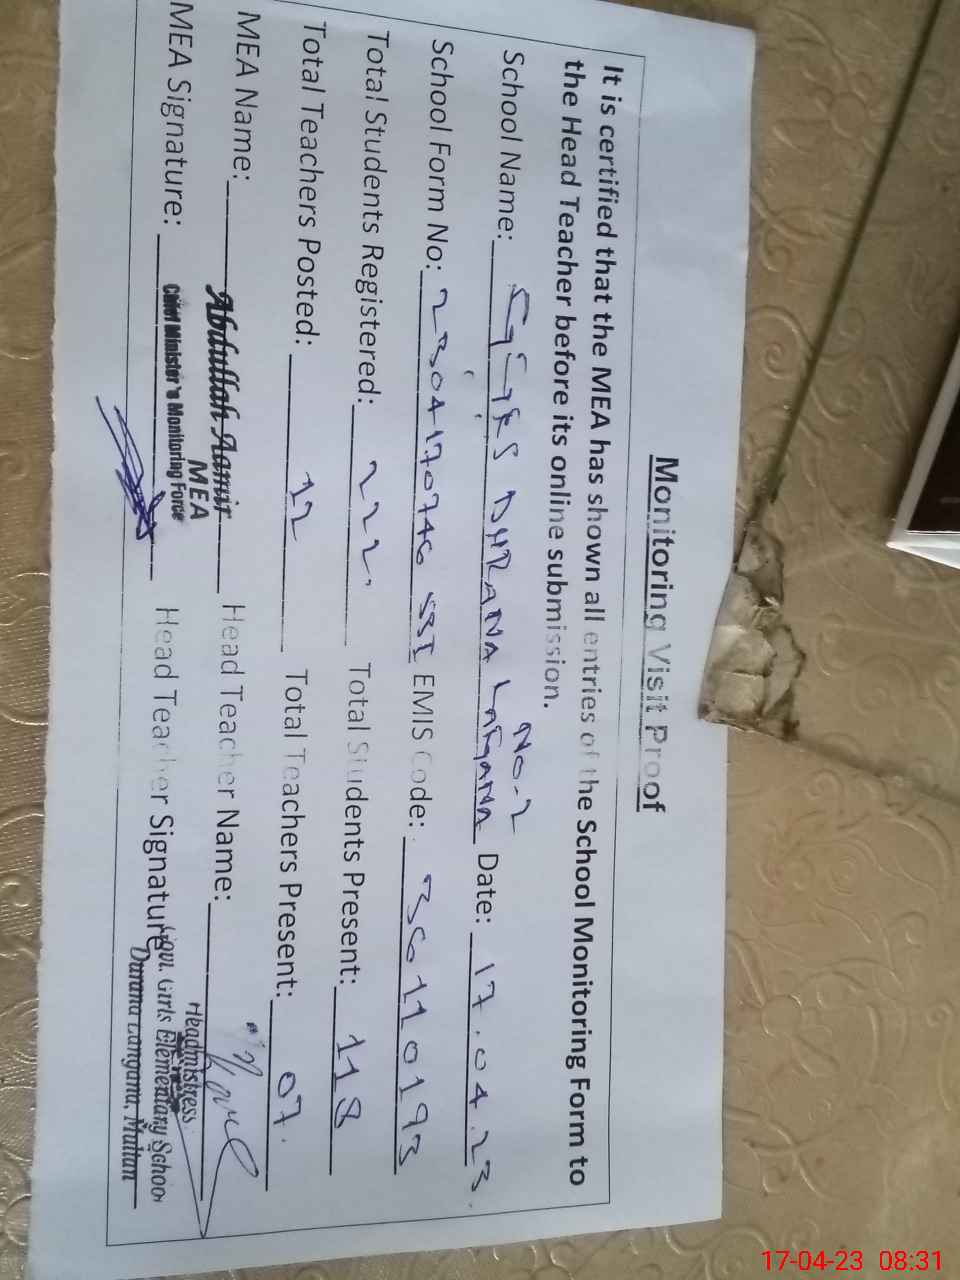 Monitoring Visit Proof
It is certified that the MEA has shown all entries of the School Monitoring Form to
the Head Teacher before its online submission.
No-2
School Name: DHRANA LANGANA Date: 17.04.23.
School Form No: 2304170746 EMIS Code: 36110193
Total Students Registered: 222 Total Students Present: 118
Total Teachers Posted: 12 Total Teachers Present: 07.
MEA Name: Abdullah Aamir Head Teacher Name:
MEA
MEA Signature: Chief Minister's Monitoring Force Head Teacher Signature
Headmistress
Govt. Girls Elementary School
Durana Langana, Multan
17-04-23 08:31